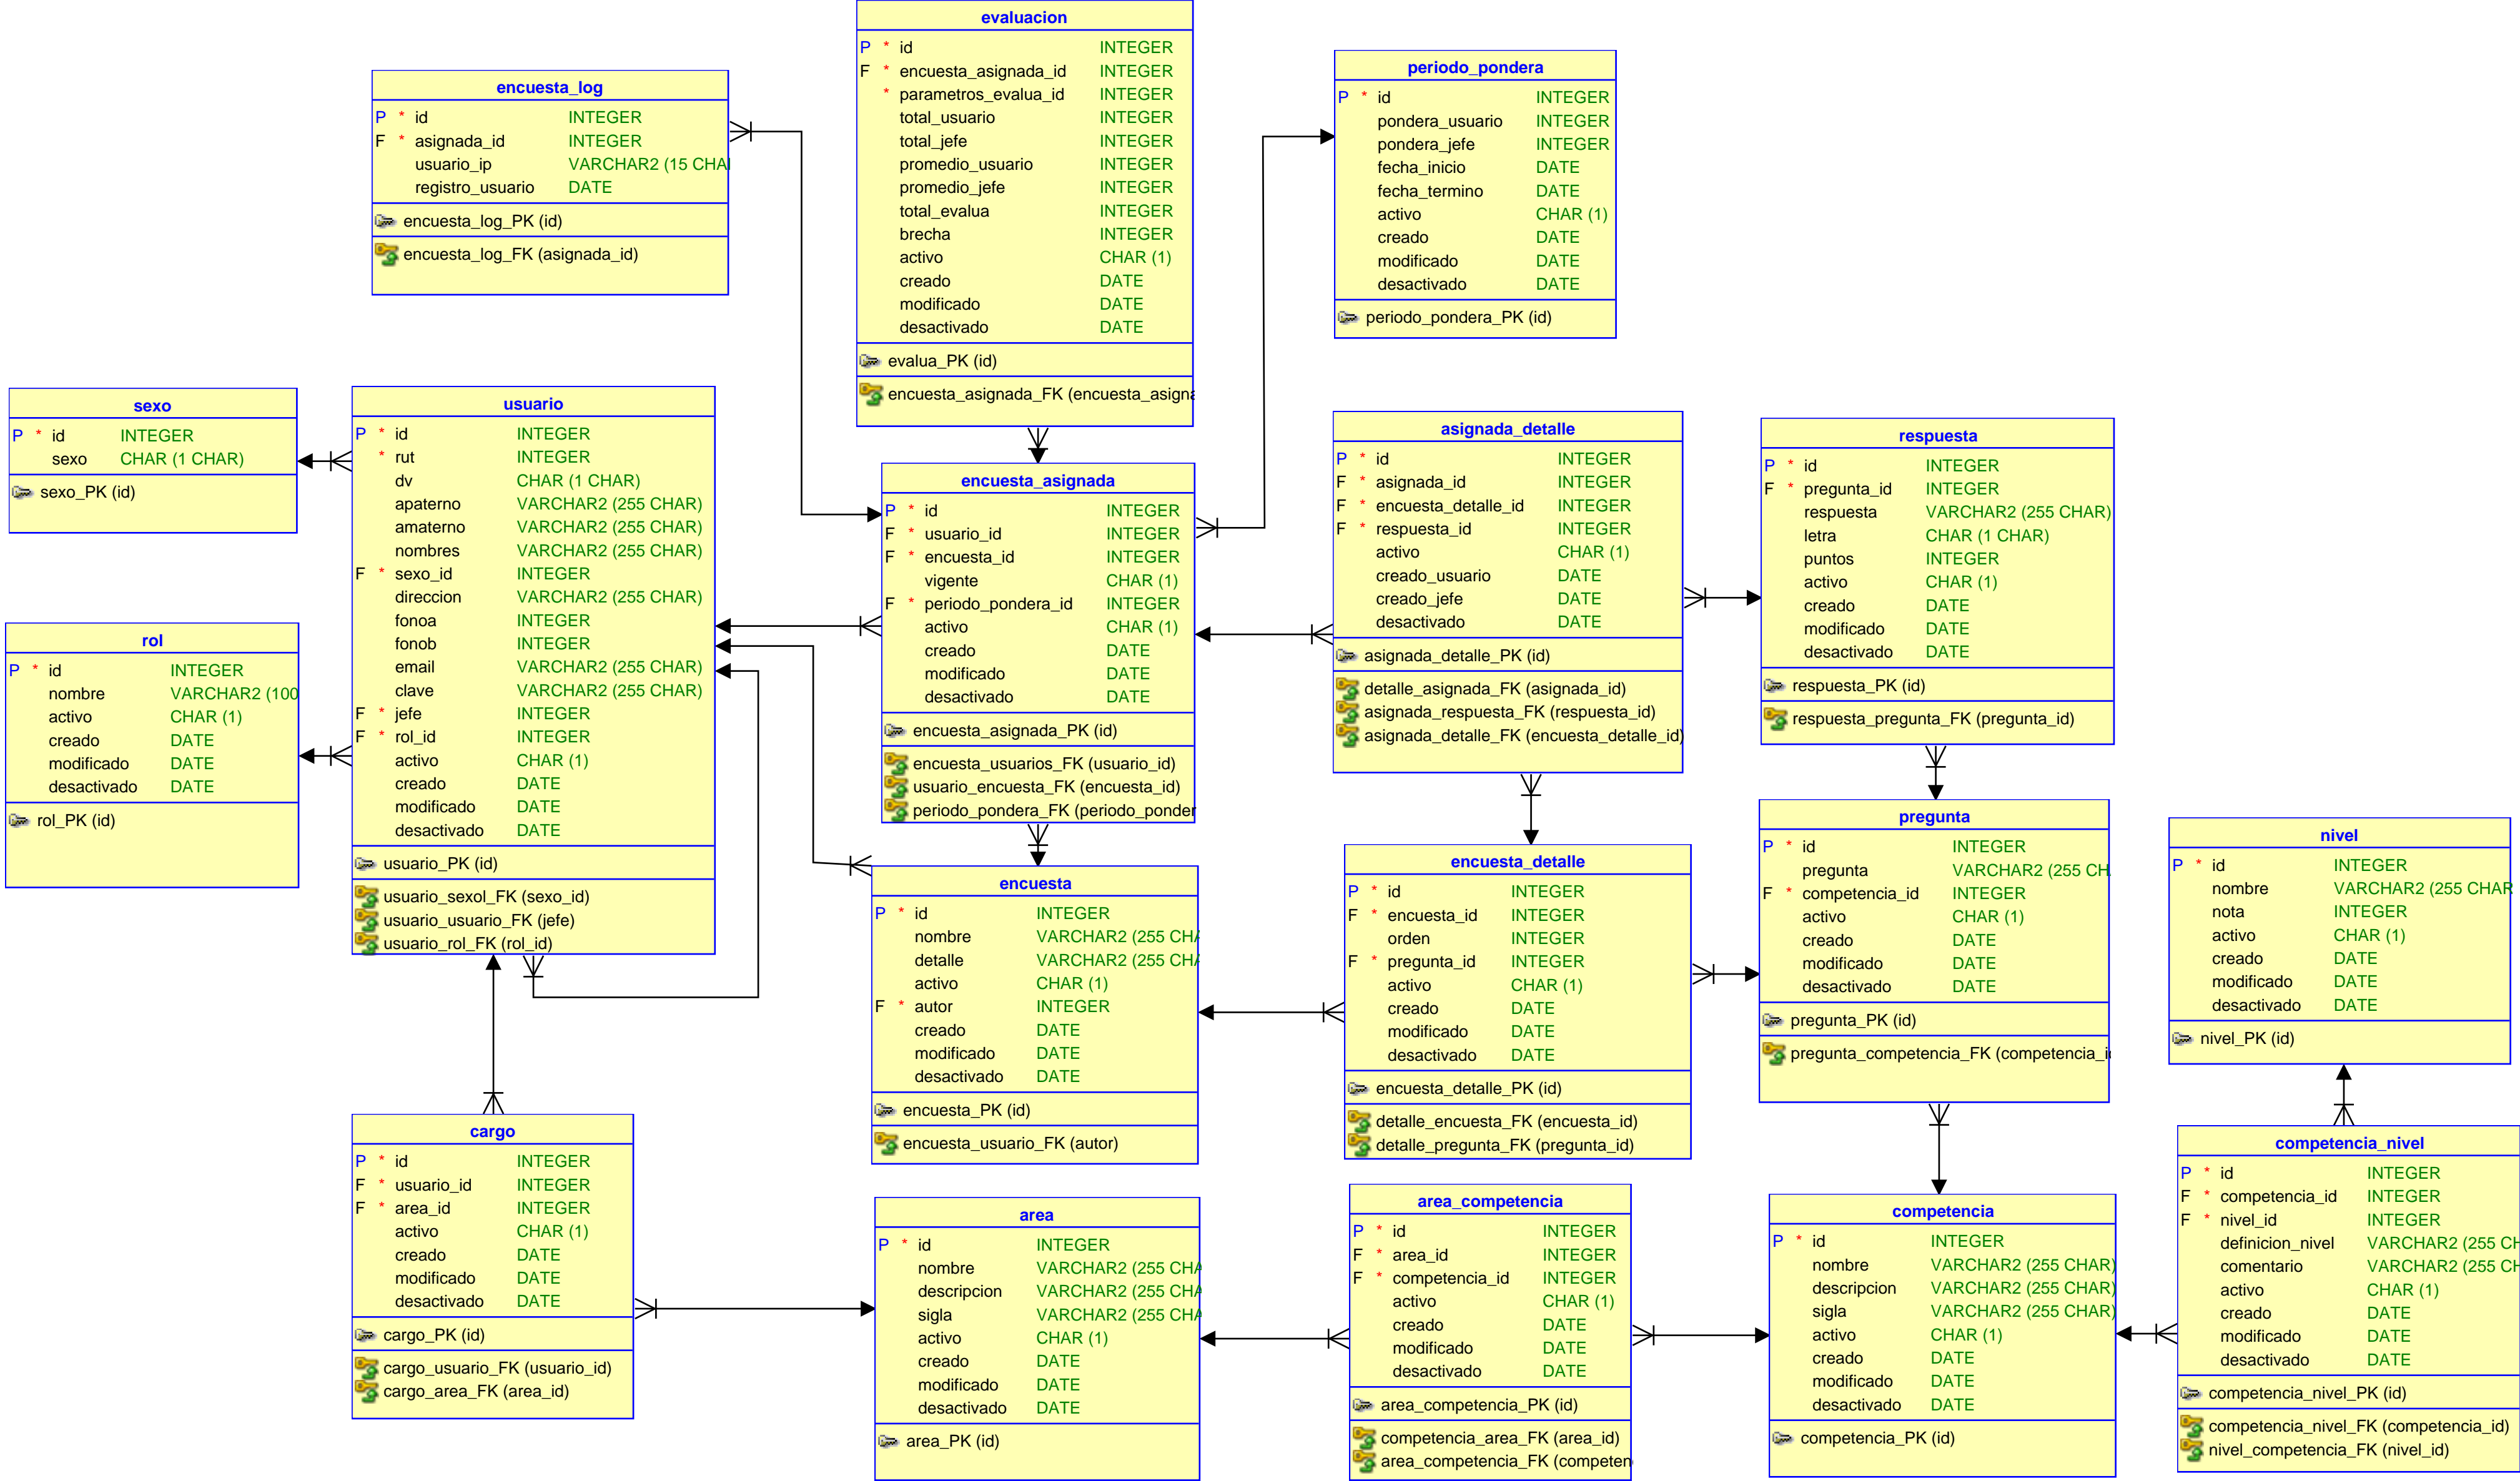 evaluacion
P * id INTEGER
F * encuesta_asignada_id INTEGER
* parametros_evalua_id INTEGER
total_usuario INTEGER
total_jefe INTEGER
promedio_usuario INTEGER
promedio_jefe INTEGER
total_evalua INTEGER
brecha INTEGER
activo CHAR (1)
creado DATE
modificado DATE
desactivado DATE
evalua_PK (id)
encuesta_asignada_FK (encuesta_asigna
periodo_pondera
P * id INTEGER
pondera_usuario INTEGER
pondera_jefe INTEGER
fecha_inicio DATE
fecha_termino DATE
activo CHAR (1)
creado DATE
modificado DATE
desactivado DATE
periodo_pondera_PK (id)
encuesta_log
P * id INTEGER
F * asignada_id INTEGER
usuario_ip VARCHAR2 (15 CHA
registro_usuario DATE
encuesta_log_PK (id)
encuesta_log_FK (asignada_id)
sexo
P * id INTEGER
sexo CHAR (1 CHAR)
sexo_PK (id)
usuario
P * id INTEGER
* rut INTEGER
dv CHAR (1 CHAR)
apaterno VARCHAR2 (255 CHAR)
amaterno VARCHAR2 (255 CHAR)
nombres VARCHAR2 (255 CHAR)
F * sexo_id INTEGER
direccion VARCHAR2 (255 CHAR)
fonoa INTEGER
fonob INTEGER
email VARCHAR2 (255 CHAR)
clave VARCHAR2 (255 CHAR)
F * jefe INTEGER
F * rol_id INTEGER
activo CHAR (1)
creado DATE
modificado DATE
desactivado DATE
usuario_PK (id)
usuario_sexol_FK (sexo_id)
usuario_usuario_FK (jefe)
usuario_rol_FK (rol_id)
encuesta_asignada
P * id INTEGER
F * usuario_id INTEGER
F * encuesta_id INTEGER
vigente CHAR (1)
F * periodo_pondera_id INTEGER
activo CHAR (1)
creado DATE
modificado DATE
desactivado DATE
encuesta_asignada_PK (id)
encuesta_usuarios_FK (usuario_id)
usuario_encuesta_FK (encuesta_id)
periodo_pondera_FK (periodo_ponder
asignada_detalle
P * id INTEGER
F * asignada_id INTEGER
F * encuesta_detalle_id INTEGER
F * respuesta_id INTEGER
activo CHAR (1)
creado_usuario DATE
creado_jefe DATE
desactivado DATE
asignada_detalle_PK (id)
detalle_asignada_FK (asignada_id)
asignada_respuesta_FK (respuesta_id)
asignada_detalle_FK (encuesta_detalle_id)
respuesta
P * id INTEGER
F * pregunta_id INTEGER
respuesta VARCHAR2 (255 CHAR)
letra CHAR (1 CHAR)
puntos INTEGER
activo CHAR (1)
creado DATE
modificado DATE
desactivado DATE
respuesta_PK (id)
respuesta_pregunta_FK (pregunta_id)
rol
P * id INTEGER
nombre VARCHAR2 (100
activo CHAR (1)
creado DATE
modificado DATE
desactivado DATE
rol_PK (id)
encuesta
P * id INTEGER
nombre VARCHAR2 (255 CHA
detalle VARCHAR2 (255 CHA
activo CHAR (1)
F * autor INTEGER
creado DATE
modificado DATE
desactivado DATE
encuesta_PK (id)
encuesta_usuario_FK (autor)
encuesta_detalle
P * id INTEGER
F * encuesta_id INTEGER
orden INTEGER
F * pregunta_id INTEGER
activo CHAR (1)
creado DATE
modificado DATE
desactivado DATE
encuesta_detalle_PK (id)
detalle_encuesta_FK (encuesta_id)
detalle_pregunta_FK (pregunta_id)
pregunta
P * id INTEGER
pregunta VARCHAR2 (255 CH
F * competencia_id INTEGER
activo CHAR (1)
creado DATE
modificado DATE
desactivado DATE
pregunta_PK (id)
pregunta_competencia_FK (competencia_i
nivel
P * id INTEGER
nombre VARCHAR2 (255 CHAR
nota INTEGER
activo CHAR (1)
creado DATE
modificado DATE
desactivado DATE
nivel_PK (id)
cargo
P * id INTEGER
F * usuario_id INTEGER
F * area_id INTEGER
activo CHAR (1)
creado DATE
modificado DATE
desactivado DATE
cargo_PK (id)
cargo_usuario_FK (usuario_id)
cargo_area_FK (area_id)
area
P * id INTEGER
nombre VARCHAR2 (255 CHA
descripcion VARCHAR2 (255 CHA
sigla VARCHAR2 (255 CHA
activo CHAR (1)
creado DATE
modificado DATE
desactivado DATE
area_PK (id)
area_competencia
P * id INTEGER
F * area_id INTEGER
F * competencia_id INTEGER
activo CHAR (1)
creado DATE
modificado DATE
desactivado DATE
area_competencia_PK (id)
competencia_area_FK (area_id)
area_competencia_FK (competen
competencia
P * id INTEGER
nombre VARCHAR2 (255 CHAR)
descripcion VARCHAR2 (255 CHAR)
sigla VARCHAR2 (255 CHAR)
activo CHAR (1)
creado DATE
modificado DATE
desactivado DATE
competencia_PK (id)
competencia_nivel
P * id INTEGER
F * competencia_id INTEGER
F * nivel_id INTEGER
definicion_nivel VARCHAR2 (255 CH
comentario VARCHAR2 (255 CH
activo CHAR (1)
creado DATE
modificado DATE
desactivado DATE
competencia_nivel_PK (id)
competencia_nivel_FK (competencia_id)
nivel_competencia_FK (nivel_id)